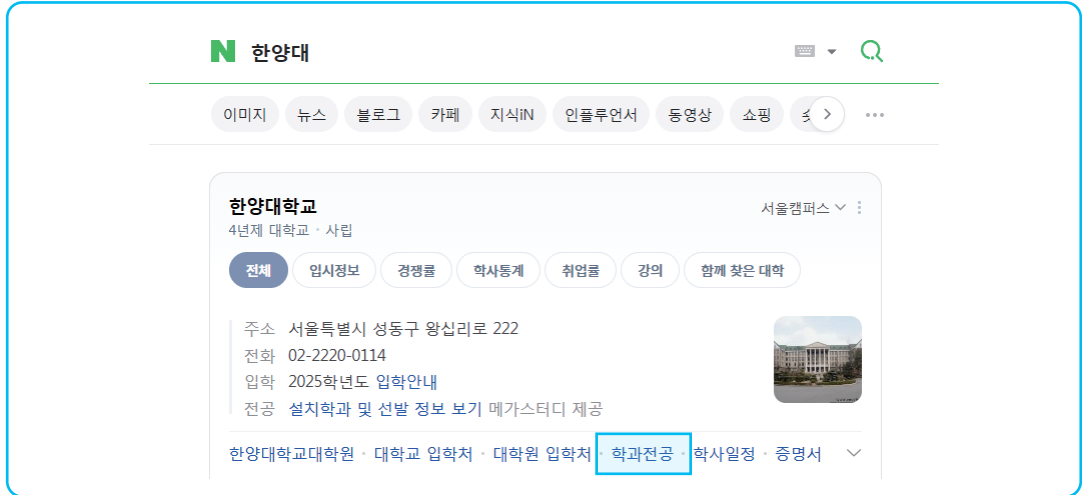 N 한양대
이미지 뉴스 블로그 카페 지식iN 인플루언서 동영상 쇼핑
한양대학교 서울캠퍼스
4년제 대학교 · 사립
전체 입시정보 경쟁률 학사통계 취업률 강의 함께 찾은 대학
주소 서울특별시 성동구 왕십리로 222
전화 02-2220-0114
입학 2025학년도 입학안내
전공 설치학과 및 선발 정보 보기 메가스터디 제공
한양대학교대학원 · 대학교 입학처 · 대학원 입학처 · 학과전공 · 학사일정 · 증명서